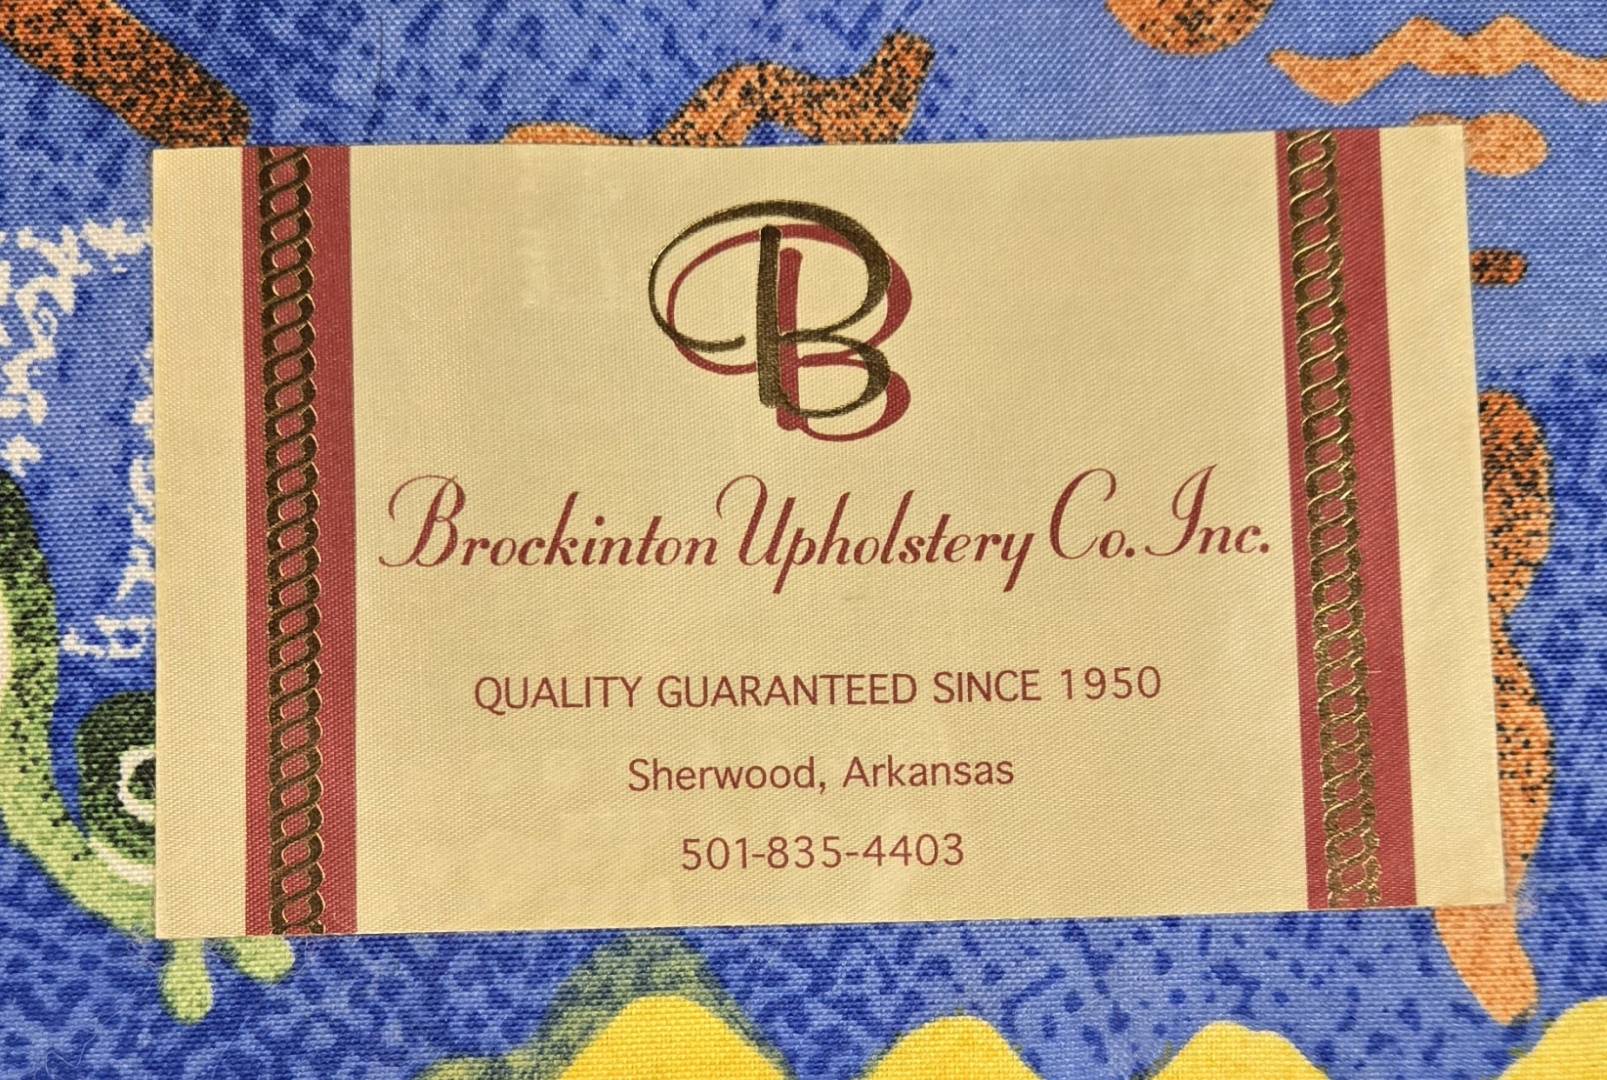 B
Brockinton Upholstery Co. Inc.
QUALITY GUARANTEED SINCE 1950
Sherwood, Arkansas
501-835-4403